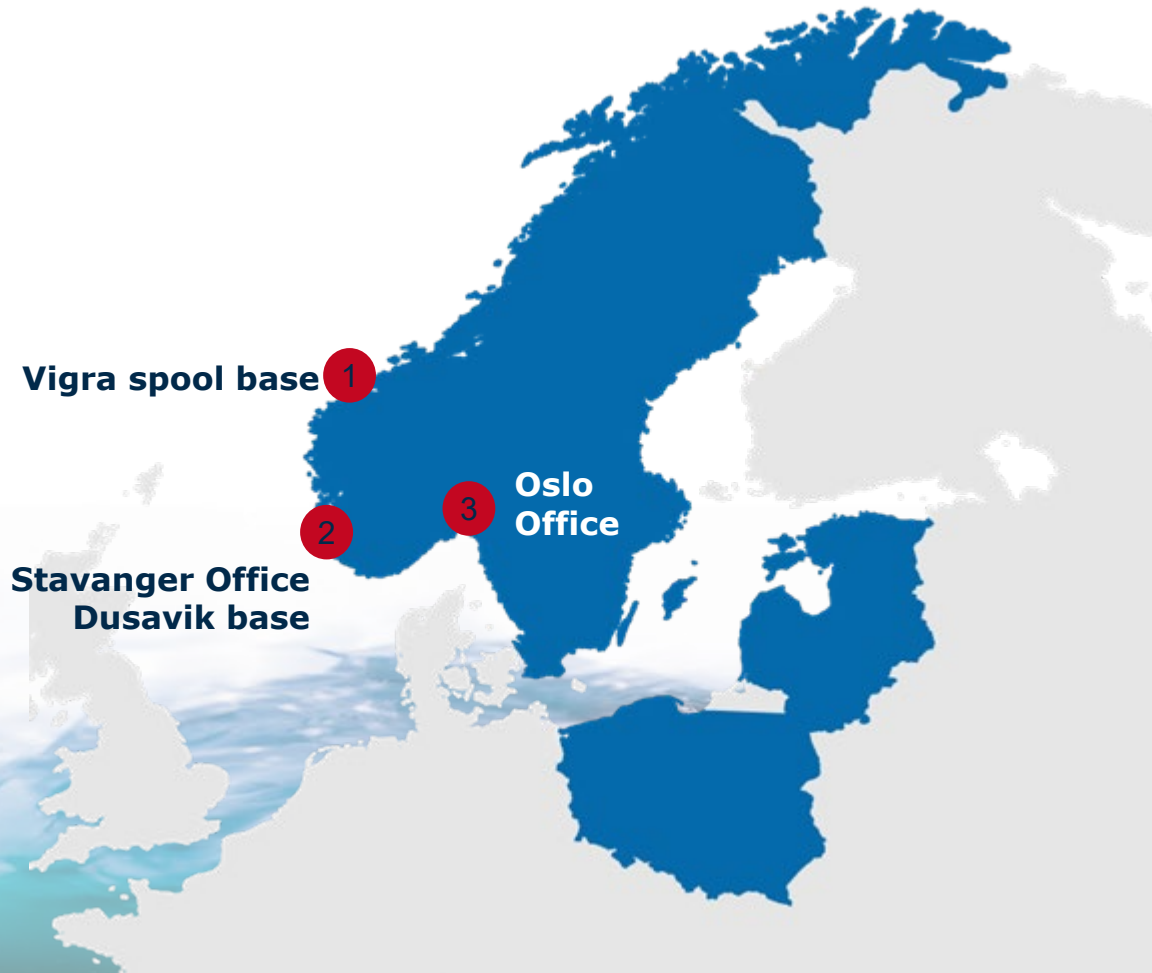 Vigra spool base
1
3
Oslo
Office
2
Stavanger Office
Dusavik base